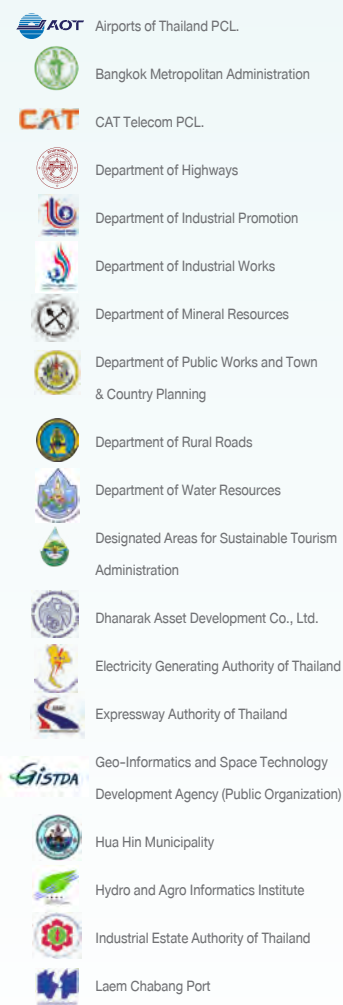 AOT Airports of Thailand PCL.
Bangkok Metropolitan Administration
CAT CAT Telecom PCL.
Department of Highways
Department of Industrial Promotion
Department of Industrial Works
Department of Mineral Resources
Department of Public Works and Town
& Country Planning
Department of Rural Roads
Department of Water Resources
Designated Areas for Sustainable Tourism
Administration
Dhanarak Asset Development Co., Ltd.
Electricity Generating Authority of Thailand
Expressway Authority of Thailand
GISTDA Geo-Informatics and Space Technology
Development Agency (Public Organization)
Hua Hin Municipality
Hydro and Agro Informatics Institute
Industrial Estate Authority of Thailand
Laem Chabang Port